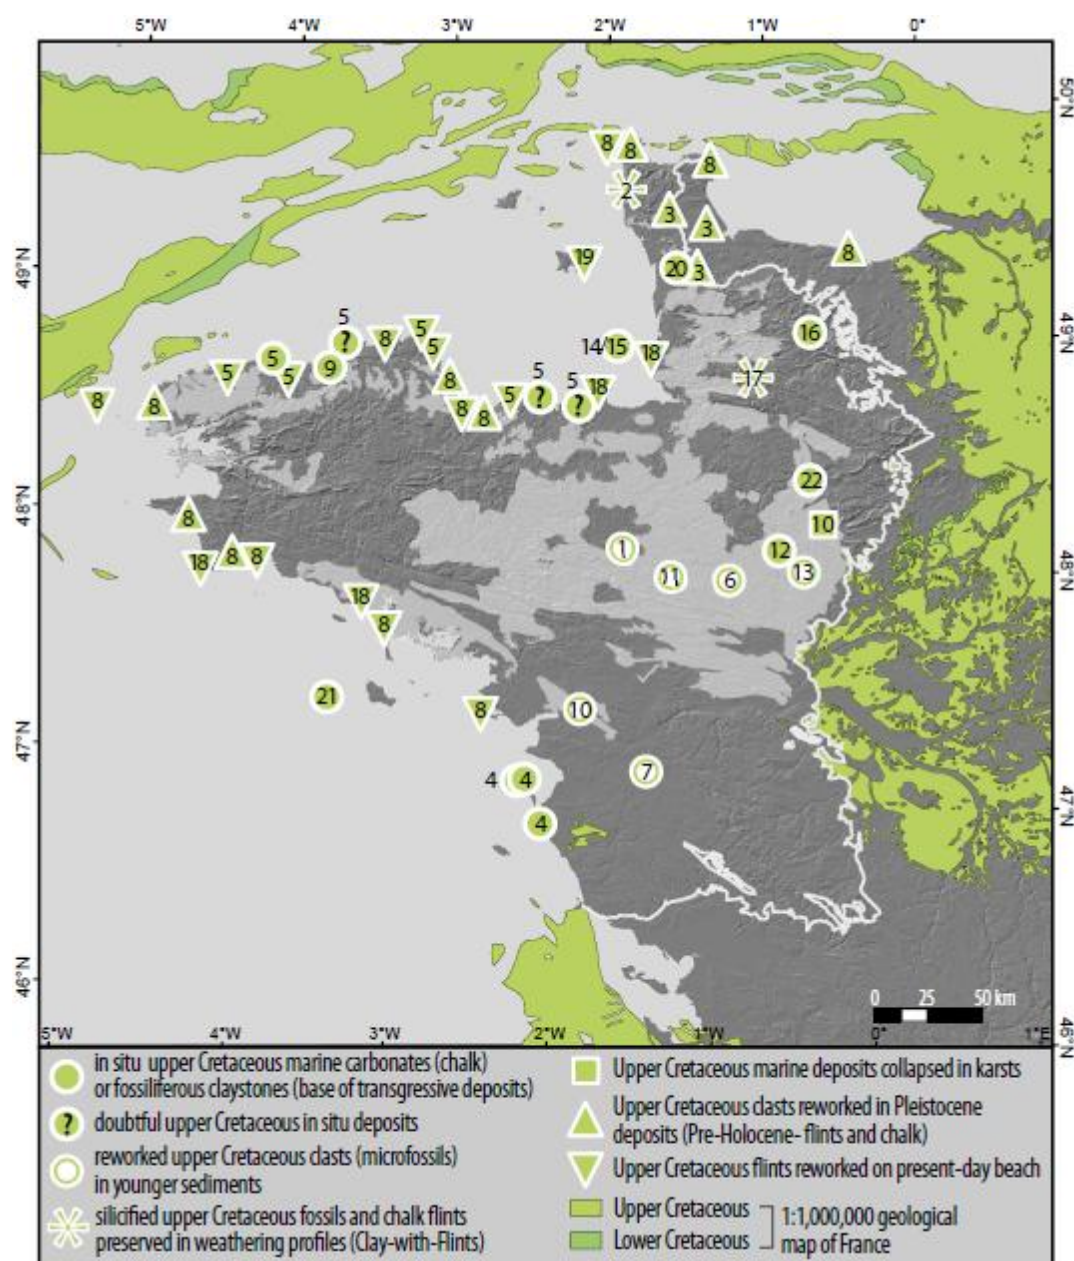 5°W 4°W 3°W 2°W 1°W 0°
50°N
8 8 8
2
3 3
19 8
49°N 20 3
5 5 8 14 15 18 16 49°N
5 9 5
8 8 5 5 8 5 5 5 18 17
? ? ?
8 8
22
48°N 8 10
1 12
18 8 8 11 6 13 48°N
18
8
21 8 10
47°N
4 4 7
4 47°N
46°N
0 25 50 km
5°W 4°W 3°W 2°W 1°W 0° 1°E 46°N
in situ upper Cretaceous marine carbonates (chalk)
or fossiliferous claystones (base of transgressive deposits)
? doubtful upper Cretaceous in situ deposits
reworked upper Cretaceous clasts (microfossils)
in younger sediments
silicified upper Cretaceous fossils and chalk flints
preserved in weathering profiles (Clay-with-Flints)
Upper Cretaceous marine deposits collapsed in karsts
Upper Cretaceous clasts reworked in Pleistocene
deposits (Pre-Holocene- flints and chalk)
Upper Cretaceous flints reworked on present-day beach
Upper Cretaceous
Lower Cretaceous
1:1,000,000 geological
map of France